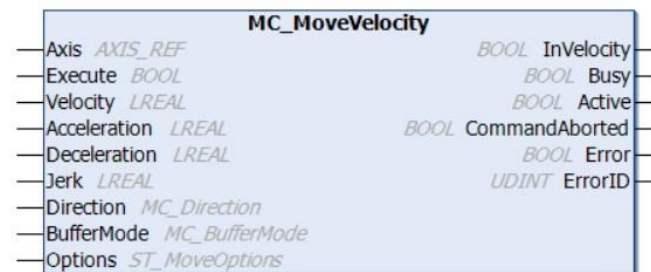 MC_MoveVelocity
Axis AXIS_REF BOOL InVelocity
Execute BOOL BOOL Busy
Velocity LREAL BOOL Active
Acceleration LREAL BOOL CommandAborted
Deceleration LREAL BOOL Error
Jerk LREAL UDINT ErrorID
Direction MC_Direction
BufferMode MC_BufferMode
Options ST_MoveOptions